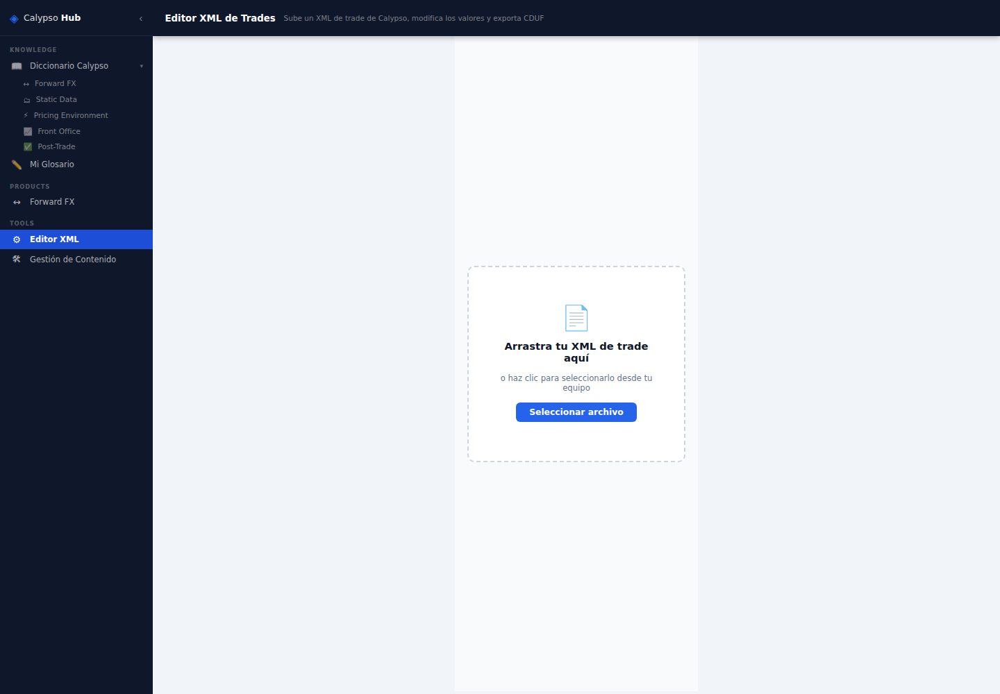 Calypso Hub
KNOWLEDGE
Diccionario Calypso
Forward FX
Static Data
Pricing Environment
Front Office
Post-Trade
Mi Glosario
PRODUCTS
Forward FX
TOOLS
Editor XML
Gestión de Contenido
Editor XML de Trades Sube un XML de trade de Calypso, modifica los valores y exporta CDUF
Arrastra tu XML de trade
aquí
o haz clic para seleccionarlo desde tu
equipo
Seleccionar archivo